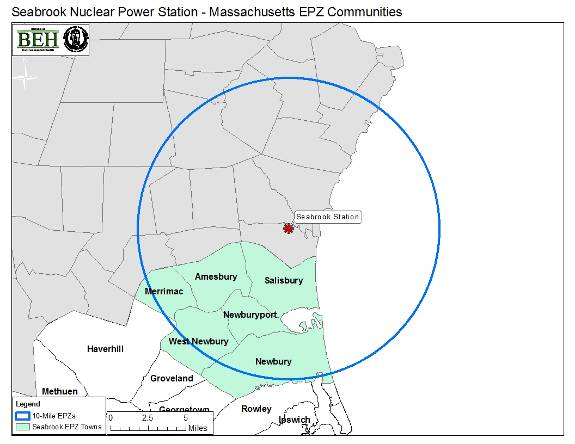 Seabrook Nuclear Power Station - Massachusetts EPZ Communities
BEH
Seabrook Station
Amesbury
Salisbury
Merrimac
Newburyport
West Newbury
Haverhill
Newbury
Groveland
Methuen
Georgetown
Rowley
Ipswich
Legend
10-Mile EPZs
Seabrook EPZ Towns
0 2.5 5
Miles